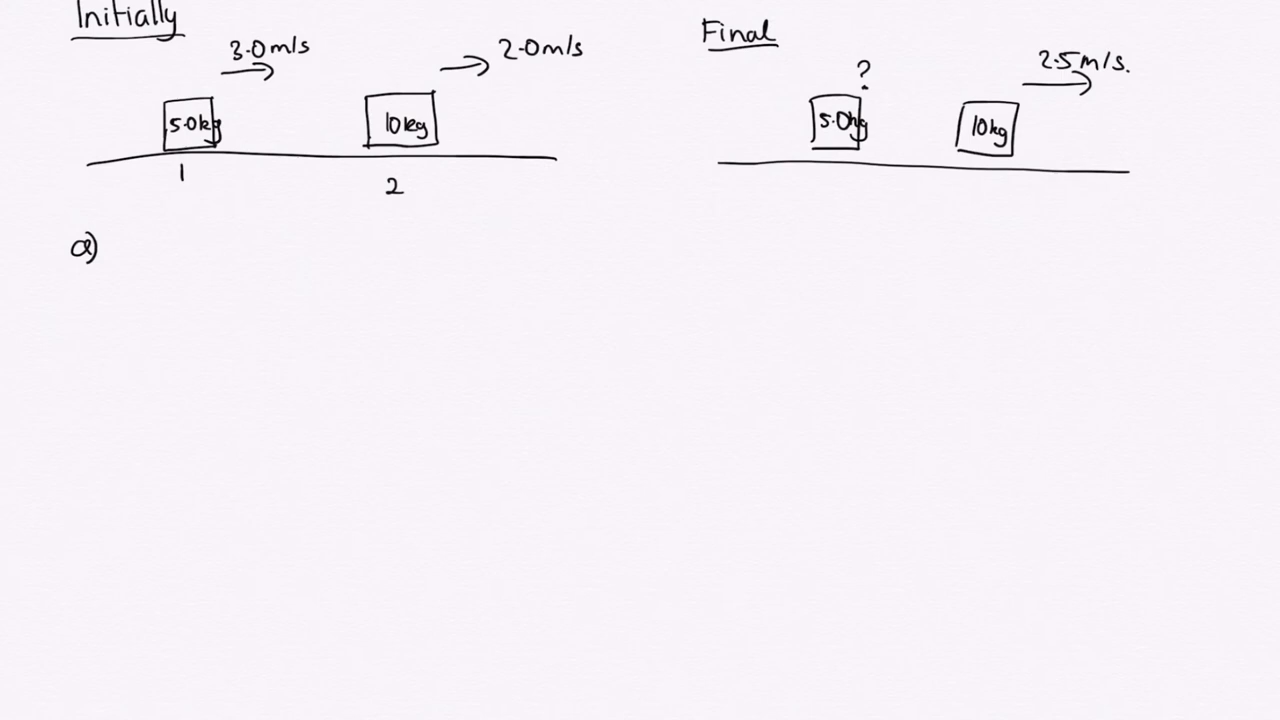 Initially
3.0m/s
2.0m/s
5.0kg
10kg
1
2
Final
?
2.5m/s.
5.0kg
10kg
a)